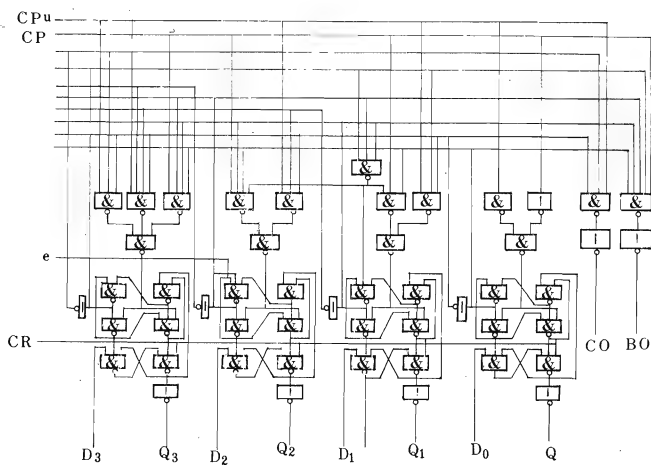 CPu
CP
& & & & & & & & & & &
& & & &
e
& & & & & & & &
& & & & & & & &
CR
CO BO
& & & & & & & &
D3 Q3 D2 Q2 D1 Q1 D0 Q